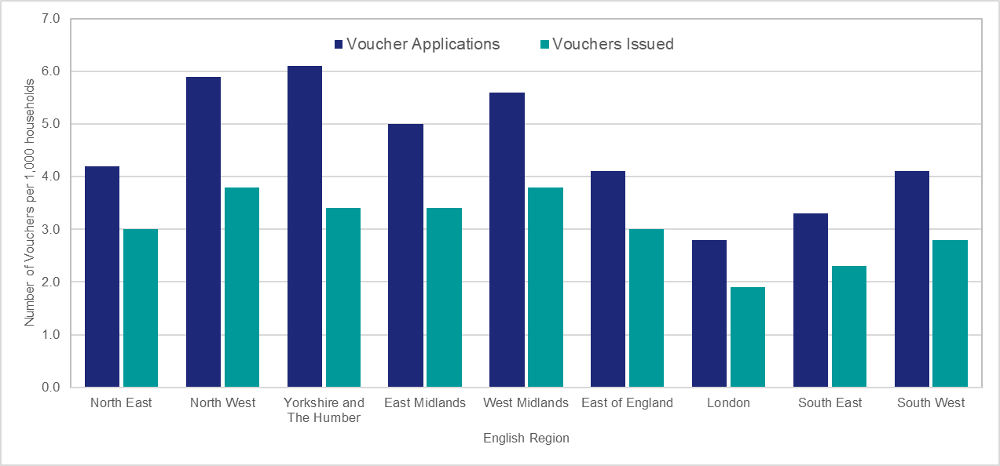 7.0
6.0
5.0
4.0
3.0
2.0
1.0
0.0
Number of Vouchers per 1,000 households
Voucher Applications
Vouchers Issued
North East
North West
Yorkshire and
The Humber
East Midlands
West Midlands
East of England
London
South East
South West
English Region